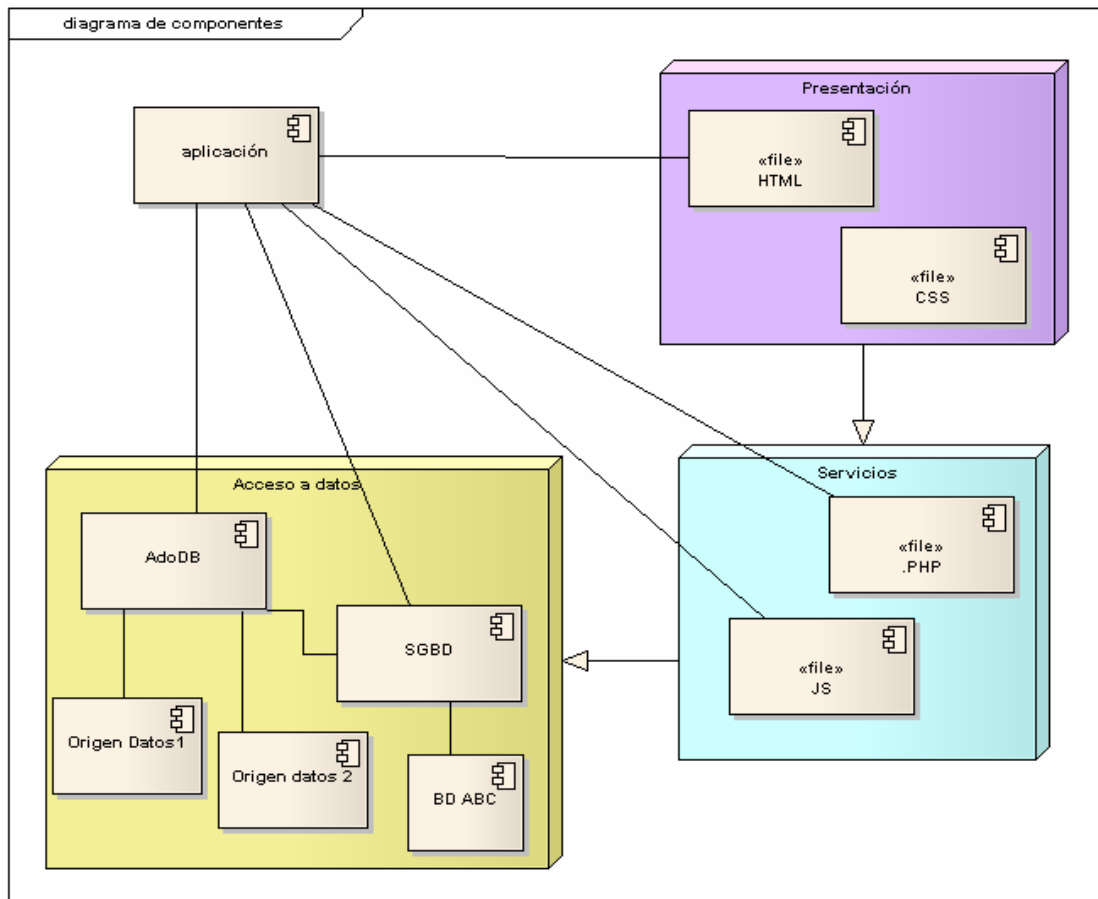 diagrama de componentes
Presentación
aplicación
«file»
HTML
«file»
CSS
Acceso a datos
Servicios
AdoDB
«file»
.PHP
SGBD
«file»
JS
Origen Datos1
Origen datos 2
BD ABC